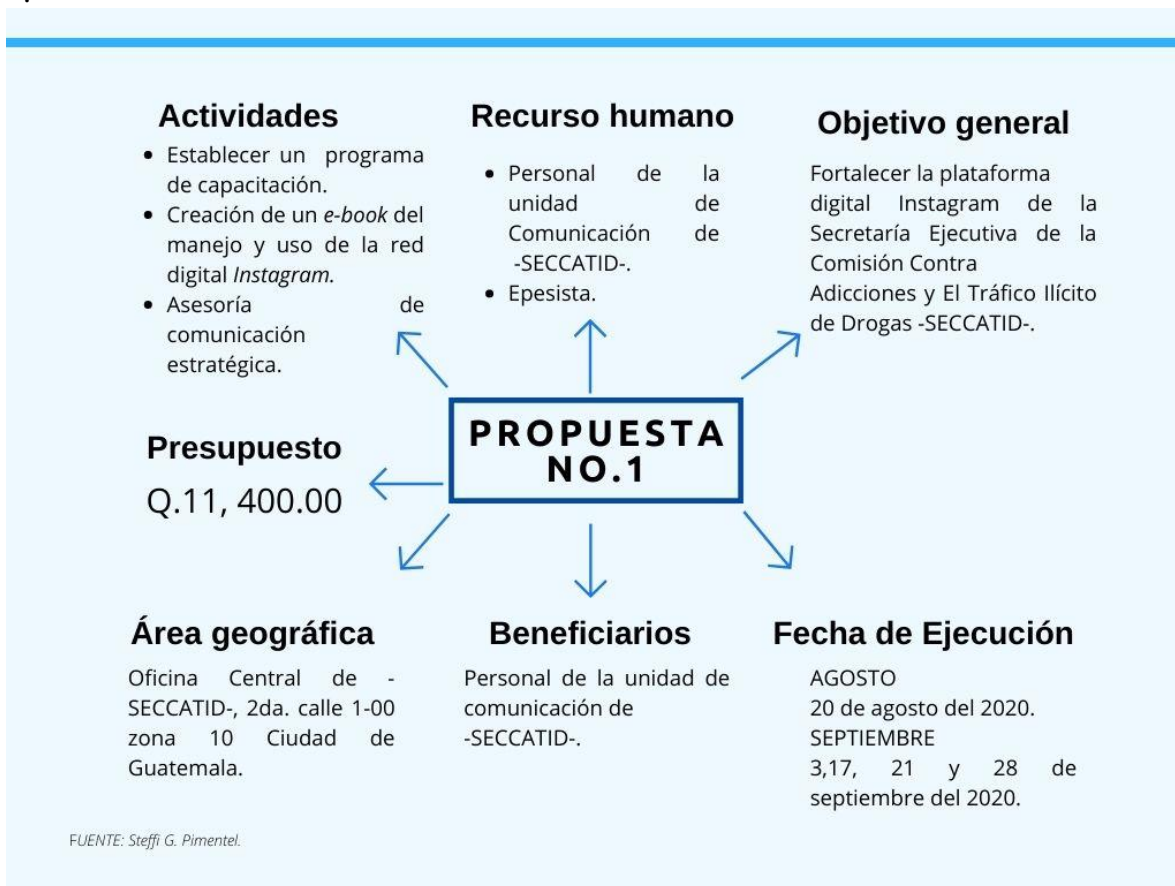 Actividades
• Establecer un programa
de capacitación.
• Creación de un e-book del
manejo y uso de la red
digital Instagram.
• Asesoría de
comunicación
estratégica.
Recurso humano
• Personal de la
unidad de
Comunicación de
-SECCATID-.
• Epesista.
Objetivo general
Fortalecer la plataforma
digital Instagram de la
Secretaría Ejecutiva de la
Comisión Contra
Adicciones y El Tráfico Ilícito
de Drogas -SECCATID-.
PROPUESTA
NO.1
Presupuesto
Q.11, 400.00
Área geográfica
Oficina Central de -
SECCATID-, 2da. calle 1-00
zona 10 Ciudad de
Guatemala.
Beneficiarios
Personal de la unidad de
comunicación de
-SECCATID-.
Fecha de Ejecución
AGOSTO
20 de agosto del 2020.
SEPTIEMBRE
3,17, 21 y 28 de
septiembre del 2020.
FUENTE: Steffi G. Pimentel.